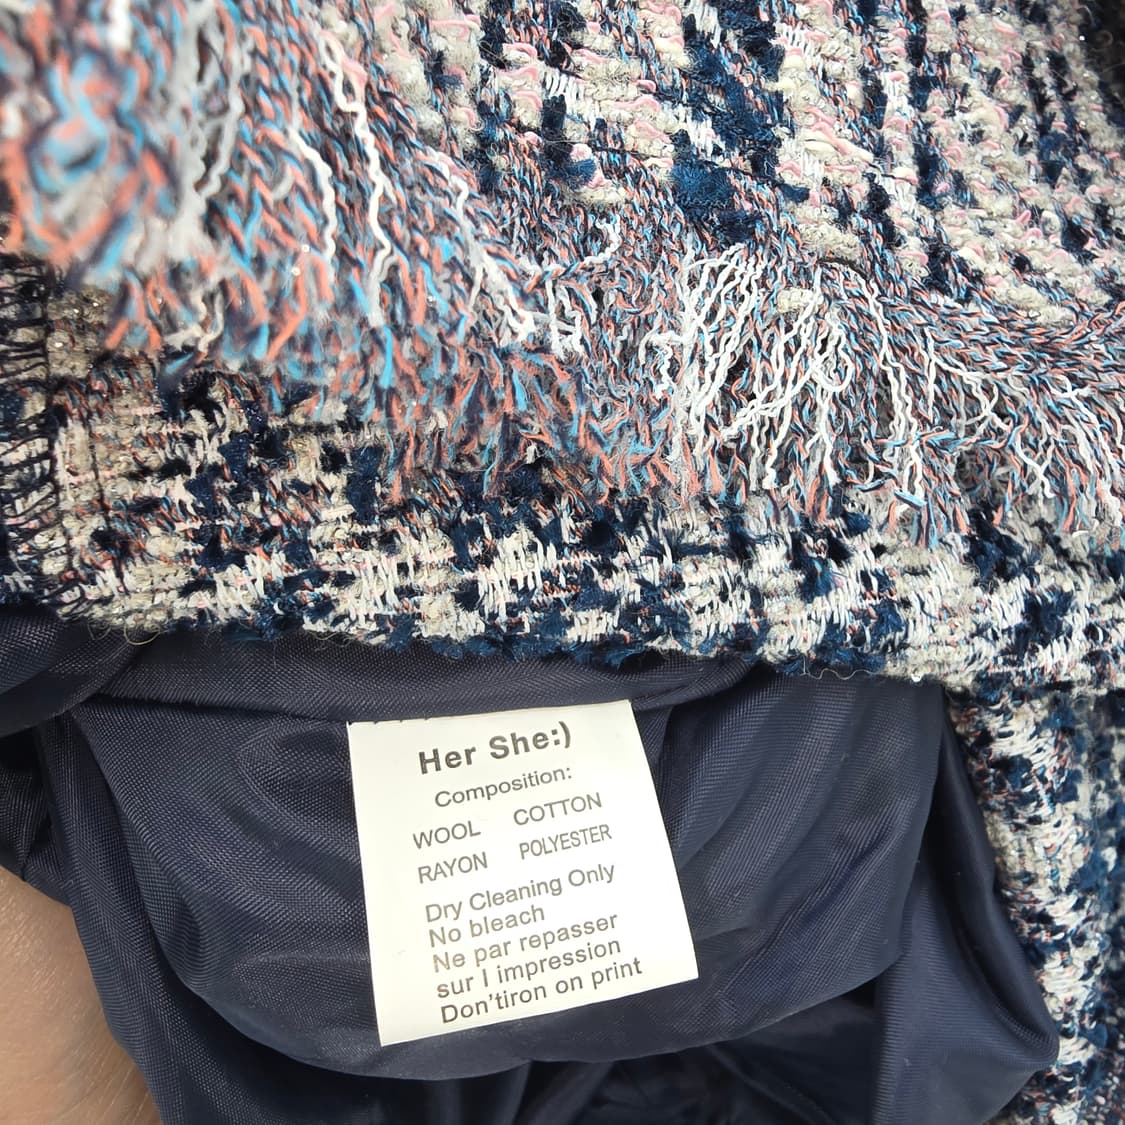 Her She:)
Composition:
WOOL COTTON
RAYON POLYESTER
Dry Cleaning Only
No bleach
Ne par repasser
sur l impression
Don'tiron on print